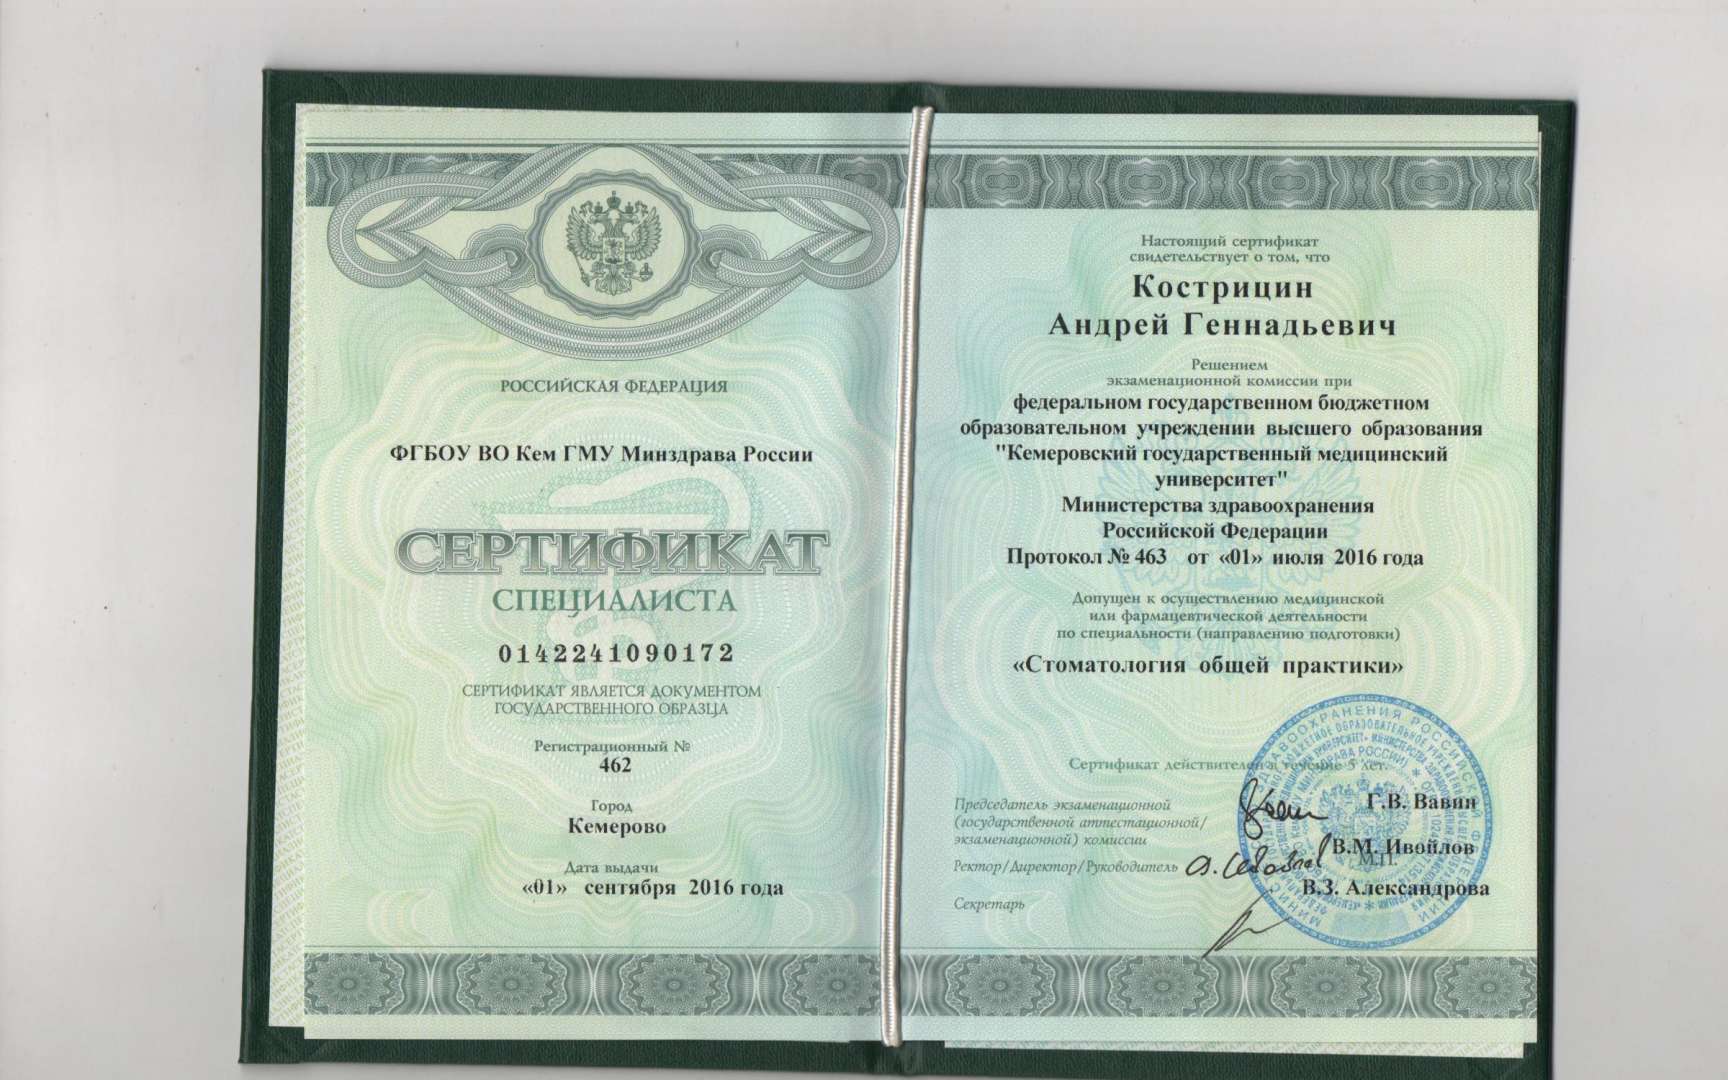 РОССИЙСКАЯ ФЕДЕРАЦИЯ
ФГБОУ ВО Кем ГМУ Минздрава России
СЕРТИФИКАТ
СПЕЦИАЛИСТА
0142241090172
СЕРТИФИКАТ ЯВЛЯЕТСЯ ДОКУМЕНТОМ
ГОСУДАРСТВЕННОГО ОБРАЗЦА
Регистрационный №
462
Город
Кемерово
Дата выдачи
«01» сентября 2016 года
Настоящий сертификат
свидетельствует о том, что
Кострицин
Андрей Геннадьевич
Решением
экзаменационной комиссии при
федеральном государственном бюджетном
образовательном учреждении высшего образования
"Кемеровский государственный медицинский
университет"
Министерства здравоохранения
Российской Федерации
Протокол № 463 от «01» июля 2016 года
Допущен к осуществлению медицинской
или фармацевтической деятельности
по специальности (направлению подготовки)
«Стоматология общей практики»
Сертификат действителен в течение 5 лет.
Председатель экзаменационной
(государственной аттестационной/
экзаменационной) комиссии
Г.В. Вавин
Ректор/Директор/Руководитель
В.М. Ивойлов
М.П.
Секретарь
В.З. Александрова